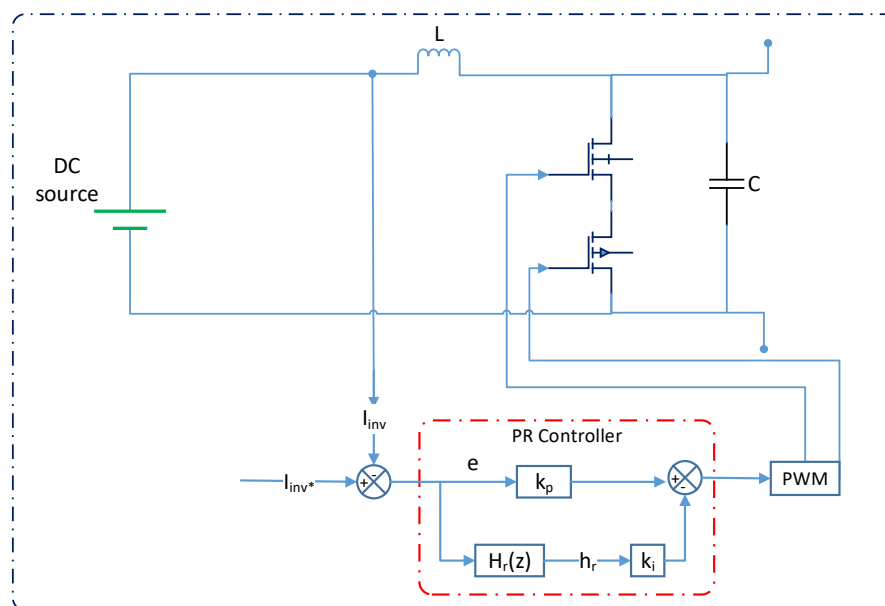 L
DC
source
C
I_inv
PR Controller
I_inv*
+
-
e
k_p
+
-
PWM
H_r(z)
h_r
k_i